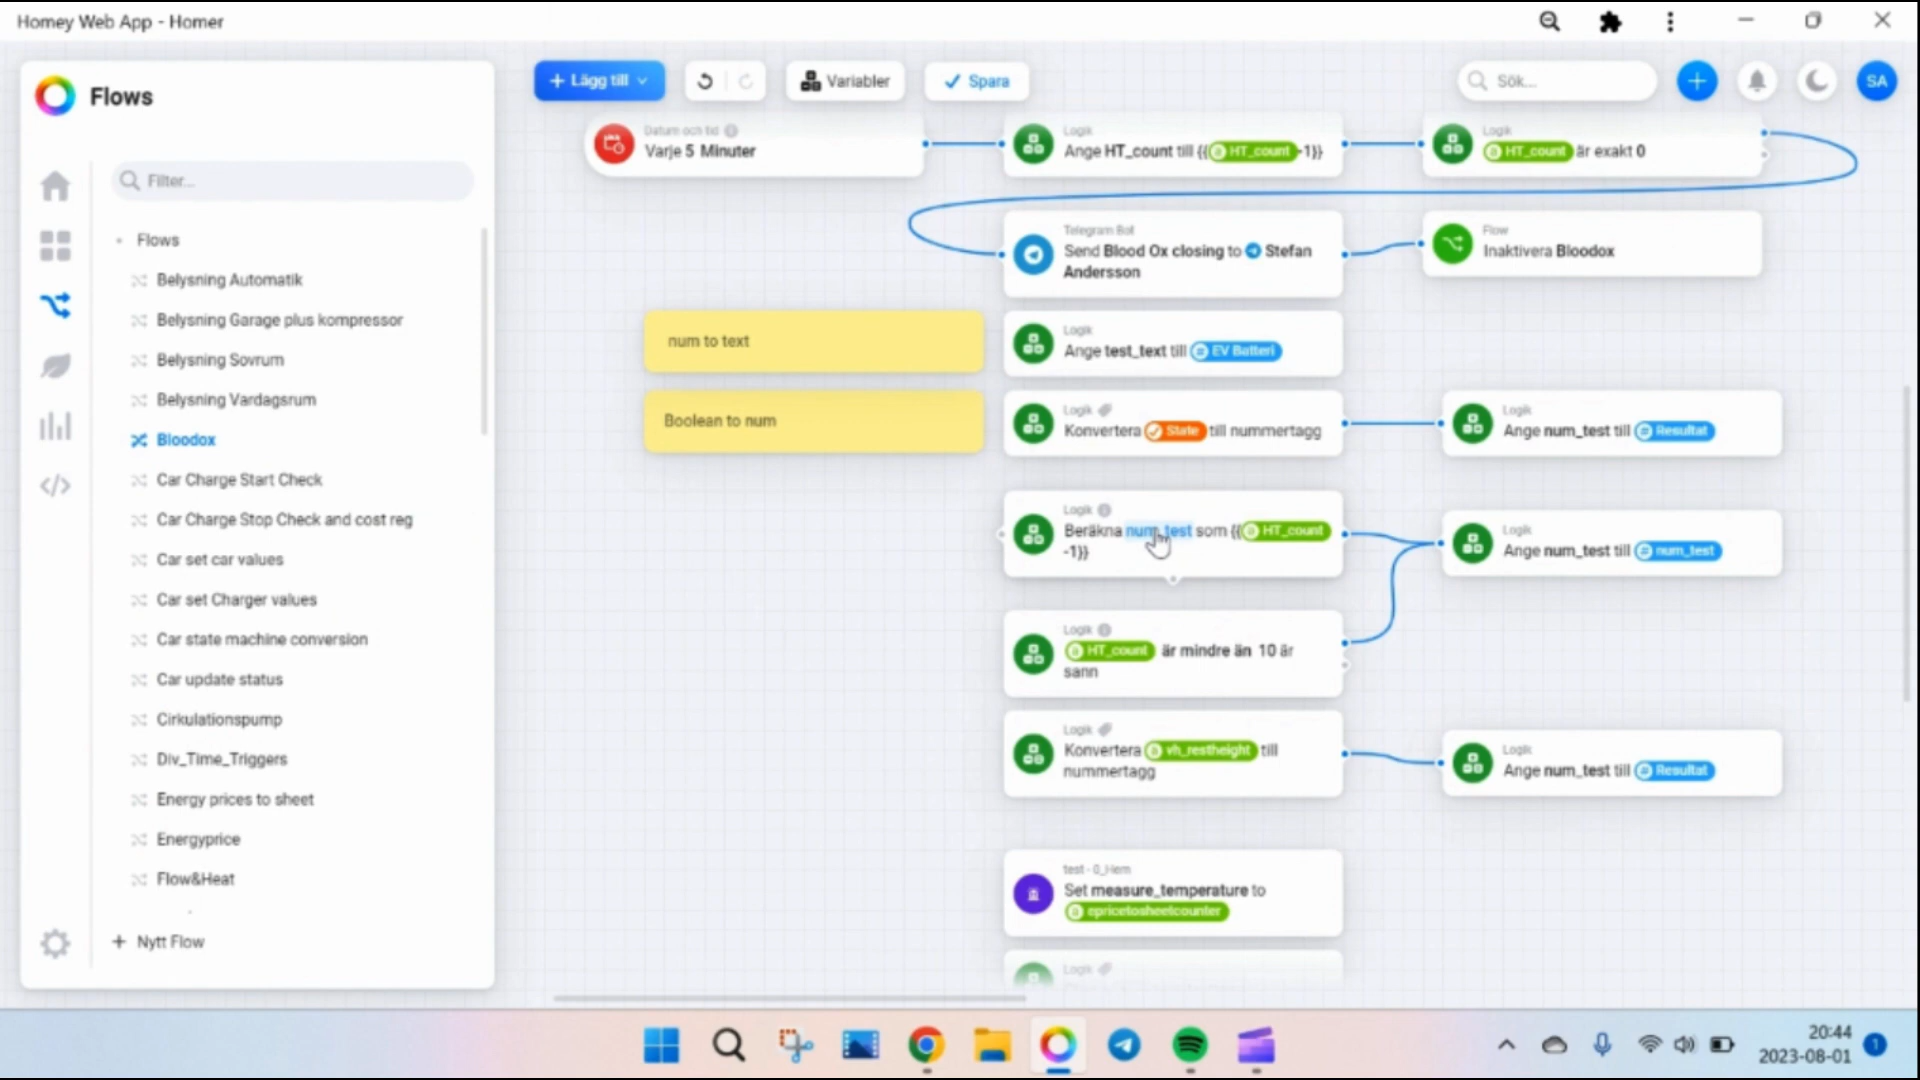 Homey Web App - Homer
Flows
Filter...
Flows
Belysning Automatik
Belysning Garage plus kompressor
Belysning Sovrum
Belysning Vardagsrum
Bloodox
Car Charge Start Check
Car Charge Stop Check and cost reg
Car set car values
Car set Charger values
Car state machine conversion
Car update status
Cirkulationspump
Div_Time_Triggers
Energy prices to sheet
Energyprice
Flow&Heat
+ Nytt Flow
+ Lägg till
Variabler
Spara
Sök...
SA
Datum och tid
Varje 5 Minuter
Logik
Ange HT_count till {{ HT_count -1}}
Logik
HT_count är exakt 0
Telegram Bot
Send Blood Ox closing to Stefan
Andersson
Flow
Inaktivera Bloodox
num to text
Logik
Ange test_text till EV Batteri
Boolean to num
Logik
Konvertera State till nummertagg
Logik
Ange num_test till Resultat
Logik
Beräkna num_test som {{ HT_count
-1}}
Logik
Ange num_test till num_test
Logik
HT_count är mindre än 10 är
sann
Logik
Konvertera vh_restheight till
nummertagg
Logik
Ange num_test till Resultat
test - 0_Hem
Set measure_temperature to
epricetosheetcounter
Logik
20:44
2023-08-01
1